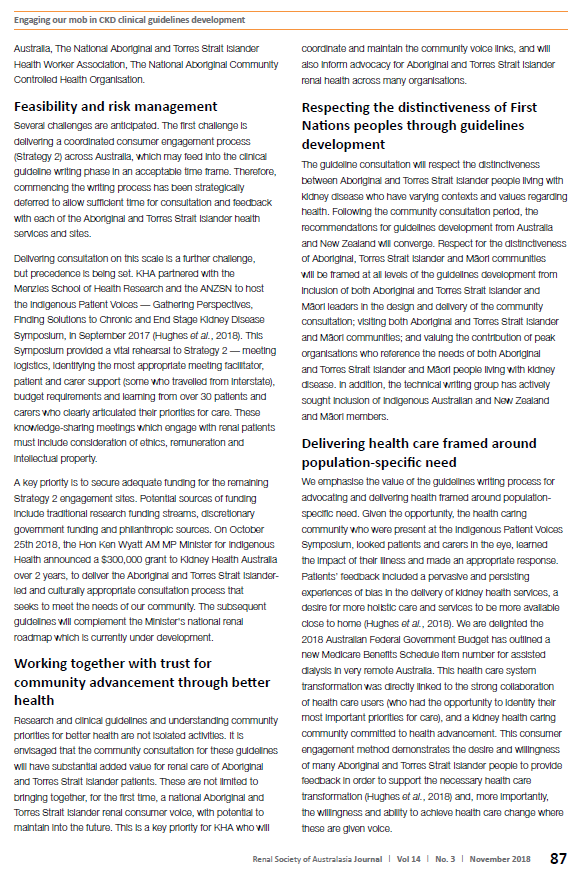 Engaging our mob in CKD clinical guidelines development
Australia, The National Aboriginal and Torres Strait Islander
Health Worker Association, The National Aboriginal Community
Controlled Health Organisation.
Feasibility and risk management
Several challenges are anticipated. The first challenge is
delivering a coordinated consumer engagement process
(Strategy 2) across Australia, which may feed into the clinical
guideline writing phase in an acceptable time frame. Therefore,
commencing the writing process has been strategically
deferred to allow sufficient time for consultation and feedback
with each of the Aboriginal and Torres Strait Islander health
services and sites.
Delivering consultation on this scale is a further challenge,
but precedence is being set. KHA partnered with the
Menzies School of Health Research and the ANZSN to host
the Indigenous Patient Voices — Gathering Perspectives,
Finding Solutions to Chronic and End Stage Kidney Disease
Symposium, in September 2017 (Hughes et al., 2018). This
Symposium provided a vital rehearsal to Strategy 2 — meeting
logistics, identifying the most appropriate meeting facilitator,
patient and carer support (some who travelled from interstate),
budget requirements and learning from over 30 patients and
carers who clearly articulated their priorities for care. These
knowledge-sharing meetings which engage with renal patients
must include consideration of ethics, remuneration and
intellectual property.
A key priority is to secure adequate funding for the remaining
Strategy 2 engagement sites. Potential sources of funding
include traditional research funding streams, discretionary
government funding and philanthropic sources. On October
25th 2018, the Hon Ken Wyatt AM MP Minister for Indigenous
Health announced a $300,000 grant to Kidney Health Australia
over 2 years, to deliver the Aboriginal and Torres Strait Islander-
led and culturally appropriate consultation process that
seeks to meet the needs of our community. The subsequent
guidelines will complement the Minister's national renal
roadmap which is currently under development.
Working together with trust for
community advancement through better
health
Research and clinical guidelines and understanding community
priorities for better health are not isolated activities. It is
envisaged that the community consultation for these guidelines
will have substantial added value for renal care of Aboriginal
and Torres Strait Islander patients. These are not limited to
bringing together, for the first time, a national Aboriginal and
Torres Strait Islander renal consumer voice, with potential to
maintain into the future. This is a key priority for KHA who will
coordinate and maintain the community voice links, and will
also inform advocacy for Aboriginal and Torres Strait Islander
renal health across many organisations.
Respecting the distinctiveness of First
Nations peoples through guidelines
development
The guideline consultation will respect the distinctiveness
between Aboriginal and Torres Strait Islander people living with
kidney disease who have varying contexts and values regarding
health. Following the community consultation period, the
recommendations for guidelines development from Australia
and New Zealand will converge. Respect for the distinctiveness
of Aboriginal, Torres Strait Islander and Māori communities
will be framed at all levels of the guidelines development from
inclusion of both Aboriginal and Torres Strait Islander and
Māori leaders in the design and delivery of the community
consultation; visiting both Aboriginal and Torres Strait Islander
and Māori communities; and valuing the contribution of peak
organisations who reference the needs of both Aboriginal
and Torres Strait Islander and Māori people living with kidney
disease. In addition, the technical writing group has actively
sought inclusion of Indigenous Australian and New Zealand
and Māori members.
Delivering health care framed around
population-specific need
We emphasise the value of the guidelines writing process for
advocating and delivering health framed around population-
specific need. Given the opportunity, the health caring
community who were present at the Indigenous Patient Voices
Symposium, looked patients and carers in the eye, learned
the impact of their illness and made an appropriate response.
Patients' feedback included a pervasive and persisting
experiences of bias in the delivery of kidney health services, a
desire for more holistic care and services to be more available
close to home (Hughes et al., 2018). We are delighted the
2018 Australian Federal Government Budget has outlined a
new Medicare Benefits Schedule item number for assisted
dialysis in very remote Australia. This health care system
transformation was directly linked to the strong collaboration
of health care users (who had the opportunity to identify their
most important priorities for care), and a kidney health caring
community committed to health advancement. This consumer
engagement method demonstrates the desire and willingness
of many Aboriginal and Torres Strait Islander people to provide
feedback in order to support the necessary health care
transformation (Hughes et al., 2018) and, more importantly,
the willingness and ability to achieve health care change where
these are given voice.
Renal Society of Australasia Journal | Vol 14 | No. 3 | November 2018 87